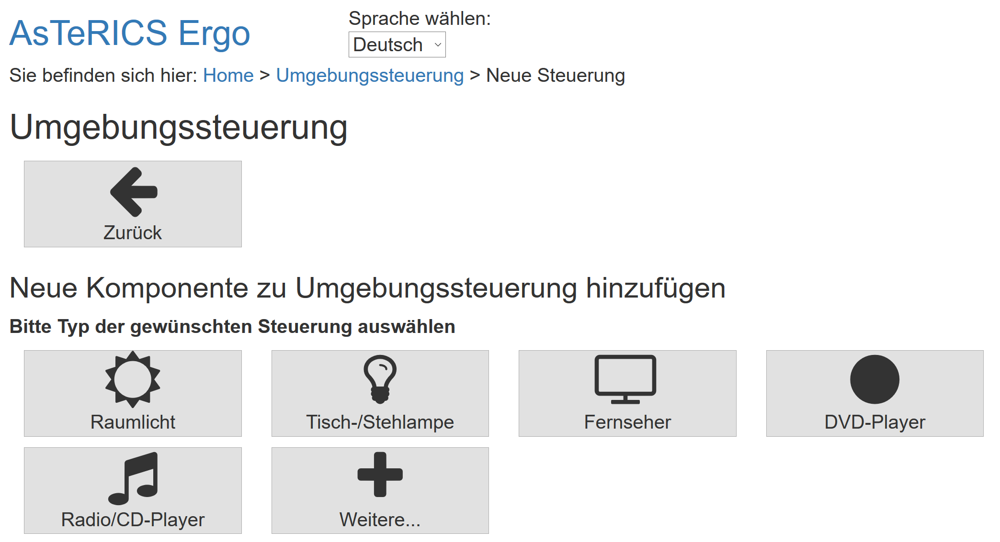 AsTeRICS Ergo
Sprache wählen:
Deutsch
Sie befinden sich hier: Home > Umgebungssteuerung > Neue Steuerung
Umgebungssteuerung
Zurück
Neue Komponente zu Umgebungssteuerung hinzufügen
Bitte Typ der gewünschten Steuerung auswählen
Raumlicht
Tisch-/Stehlampe
Fernseher
DVD-Player
Radio/CD-Player
Weitere...